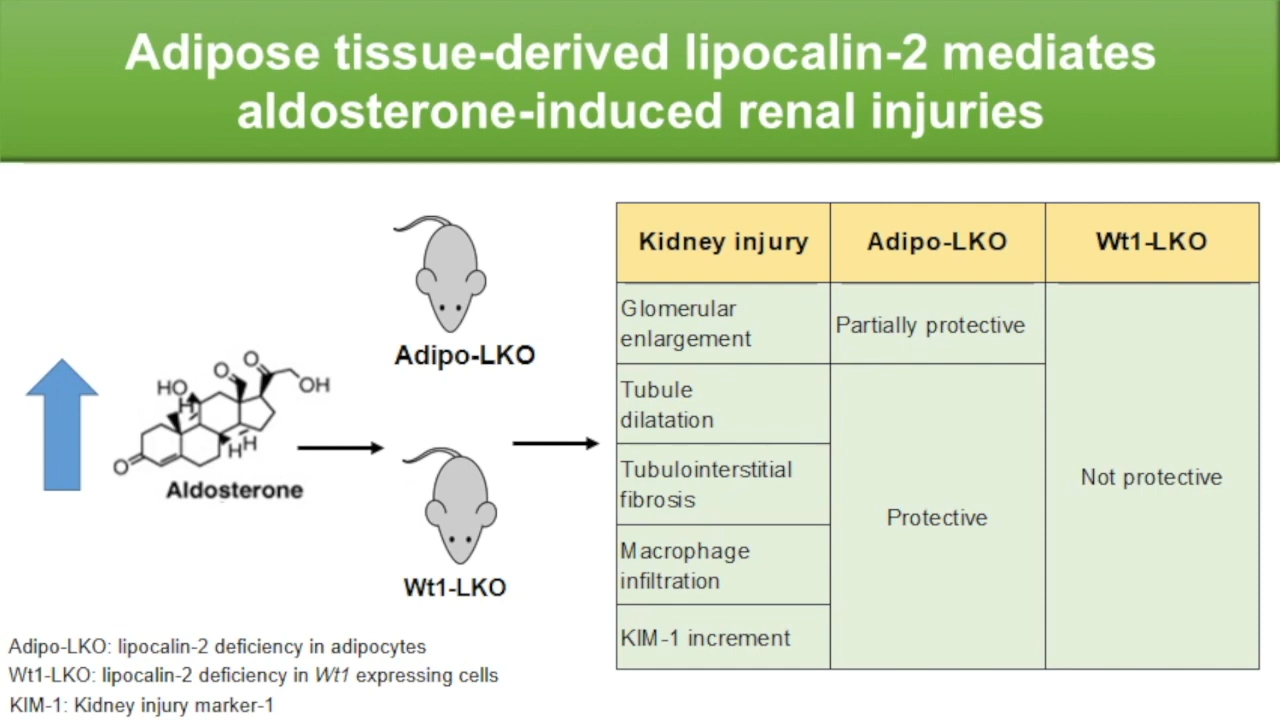 Adipose tissue-derived lipocalin-2 mediates
aldosterone-induced renal injuries
Adipo-LKO
HO
O
O
OH
H
H
H
O
Aldosterone
Wt1-LKO
Kidney injury
Adipo-LKO
Wt1-LKO
Glomerular
enlargement
Partially protective
Tubule
dilatation
Tubulointerstitial
fibrosis
Macrophage
infiltration
KIM-1 increment
Protective
Not protective
Adipo-LKO: lipocalin-2 deficiency in adipocytes
Wt1-LKO: lipocalin-2 deficiency in Wt1 expressing cells
KIM-1: Kidney injury marker-1